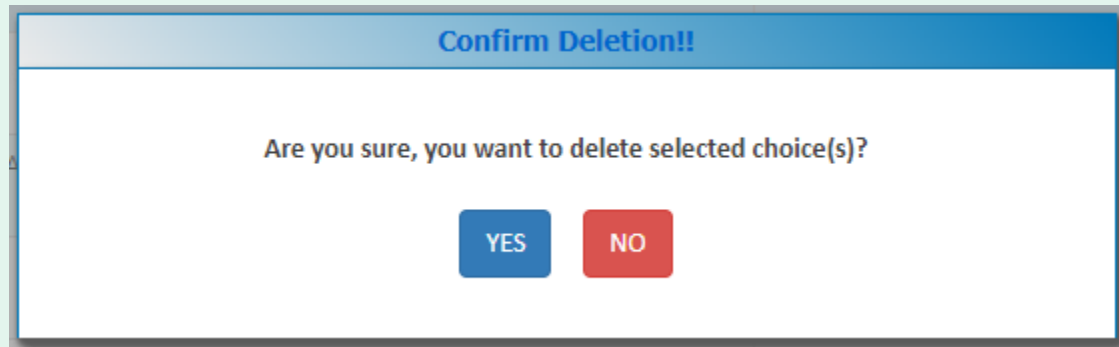 Confirm Deletion!!
Are you sure, you want to delete selected choice(s)?
YES NO